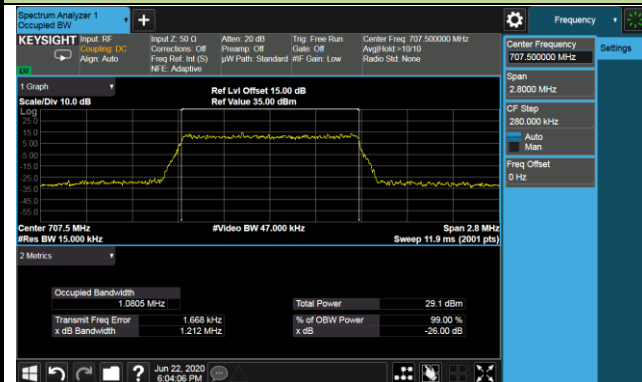 Spectrum Analyzer 1
Occupied BW
+
Frequency
KEYSIGHT
Input: RF
Coupling: DC
Align: Auto
Input Z: 50 Ω
Corrections: Off
Freq Ref: Int (S)
NFE: Adaptive
Atten: 20 dB
Preamp: Off
µW Path: Standard
Trig: Free Run
Gate: Off
#IF Gain: Low
Center Freq: 707.500000 MHz
Avg|Hold:>10/10
Radio Std: None
Center Frequency
707.500000 MHz
Settings
Span
2.8000 MHz
CF Step
280.000 kHz
Auto
Man
Freq Offset
0 Hz
1 Graph
Scale/Div 10.0 dB
Ref Lvl Offset 15.00 dB
Ref Value 35.00 dBm
Log
25.0
15.0
5.00
-5.00
-15.0
-25.0
-35.0
-45.0
-55.0
Center 707.5 MHz
#Video BW 47.000 kHz
Span 2.8 MHz
#Res BW 15.000 kHz
Sweep 11.9 ms (2001 pts)
2 Metrics
Occupied Bandwidth
1.0805 MHz
Total Power
29.1 dBm
Transmit Freq Error
1.668 kHz
% of OBW Power
99.00 %
x dB Bandwidth
1.212 MHz
x dB
-26.00 dB
?
Jun 22, 2020
6:04:06 PM